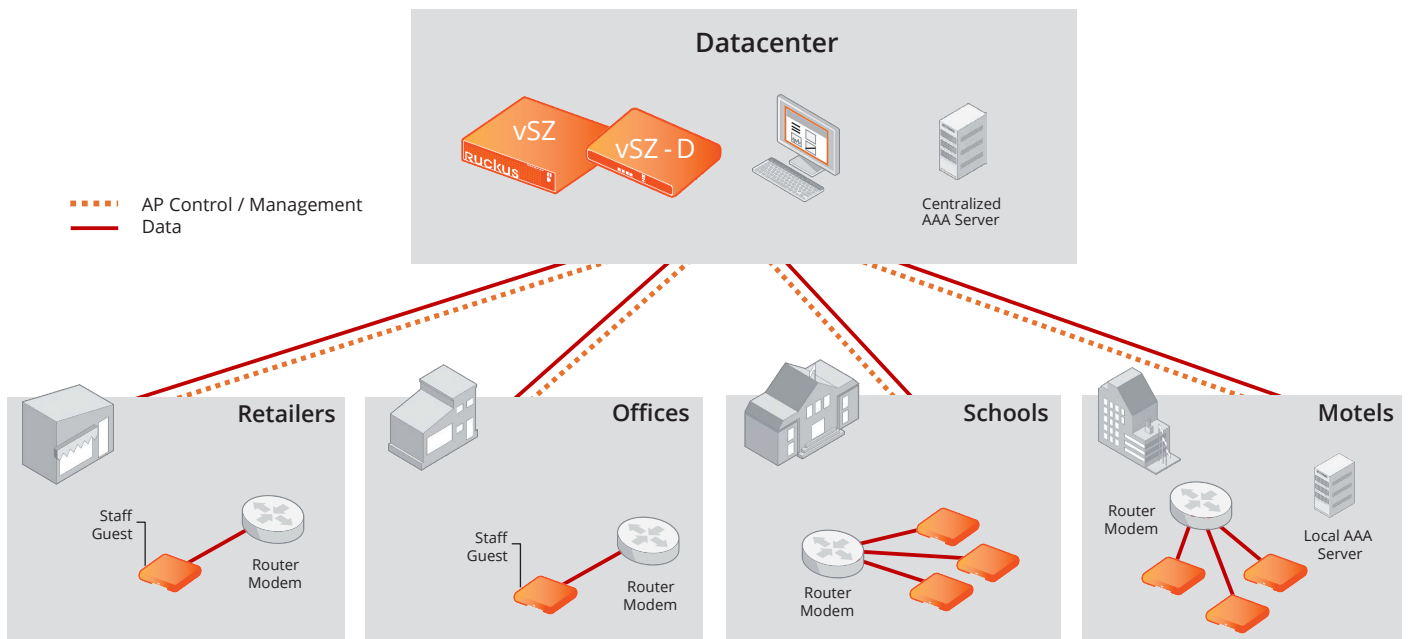 Datacenter
vSZ
RUCKUS
vSZ - D
Centralized
AAA Server
AP Control / Management
Data
Retailers
Staff
Guest
Router
Modem
Offices
Staff
Guest
Router
Modem
Schools
Router
Modem
Motels
Router
Modem
Local AAA
Server